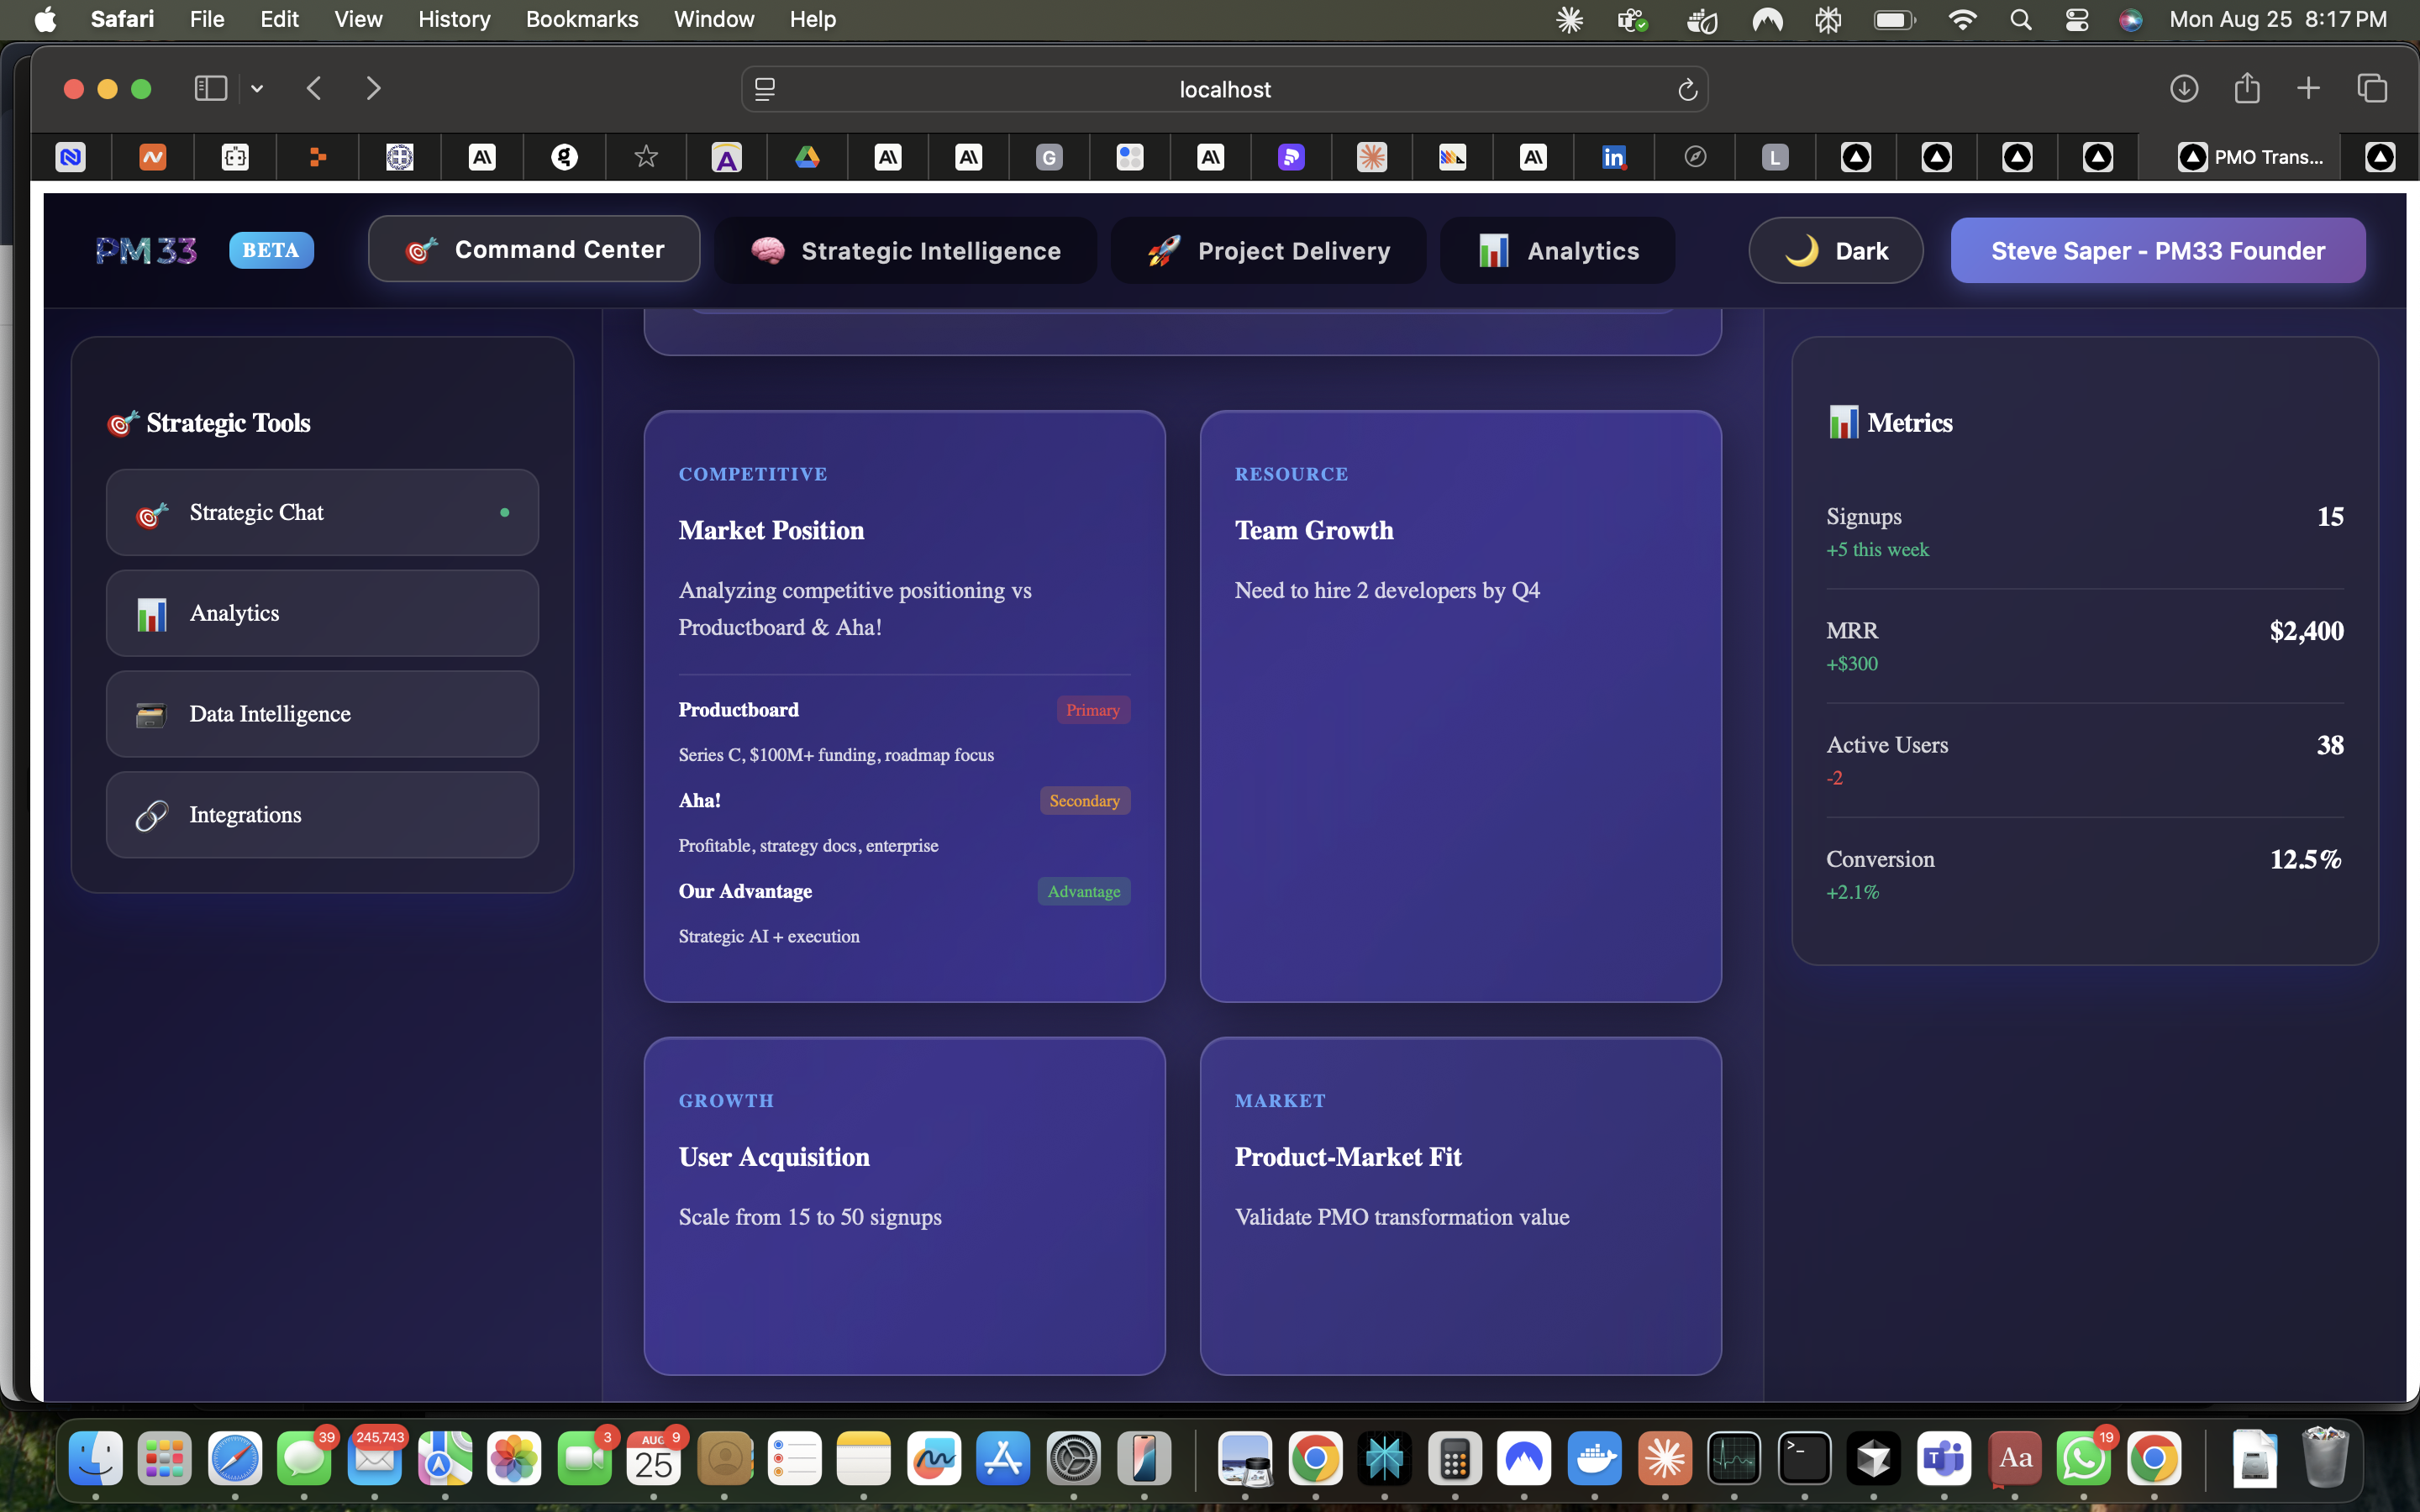 Safari File Edit View History Bookmarks Window Help Mon Aug 25 8:17 PM
localhost
G L PMO Trans...
PM33 BETA Command Center Strategic Intelligence Project Delivery Analytics Dark Steve Saper - PM33 Founder
Strategic Tools
Strategic Chat
Analytics
Data Intelligence
Integrations
COMPETITIVE
Market Position
Analyzing competitive positioning vs
Productboard & Aha!
Productboard Primary
Series C, $100M+ funding, roadmap focus
Aha! Secondary
Profitable, strategy docs, enterprise
Our Advantage Advantage
Strategic AI + execution
RESOURCE
Team Growth
Need to hire 2 developers by Q4
GROWTH
User Acquisition
Scale from 15 to 50 signups
MARKET
Product-Market Fit
Validate PMO transformation value
Metrics
Signups 15
+5 this week
MRR $2,400
+$300
Active Users 38
-2
Conversion 12.5%
+2.1%
39 245,743 3 AUG 9 19
25 Aa